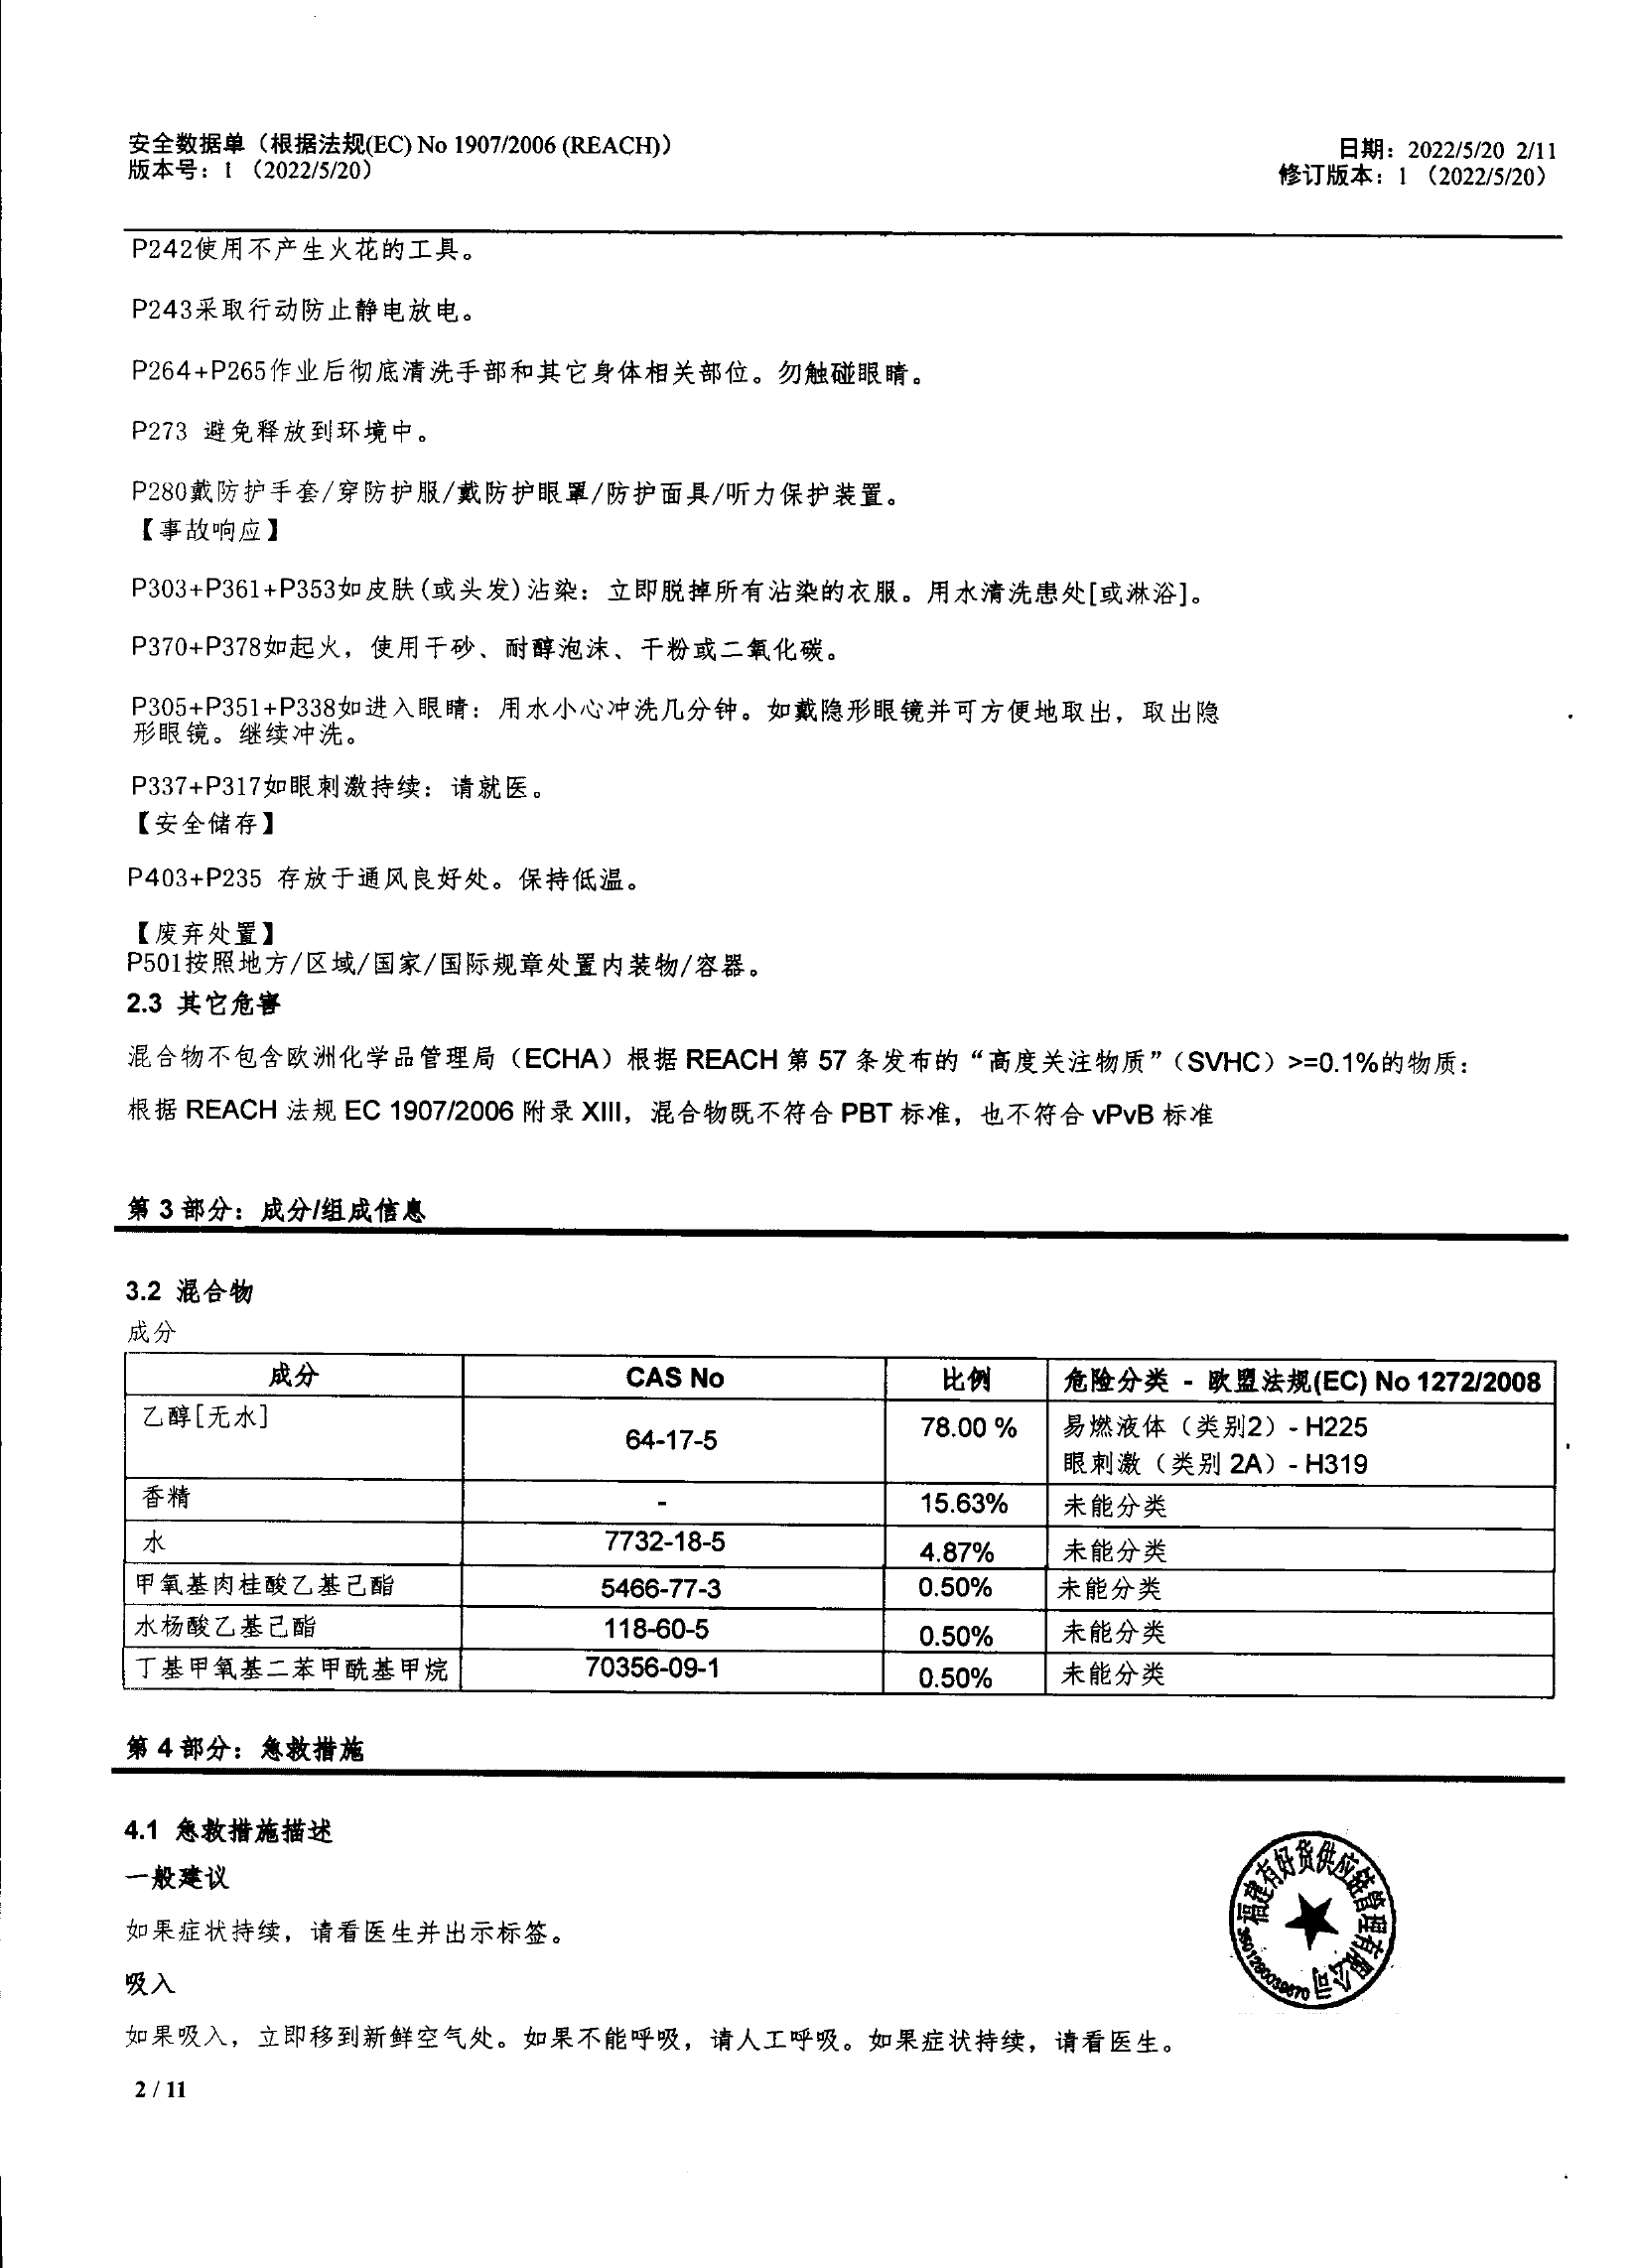 安全数据单（根据法规(EC) No 1907/2006 (REACH)）
版本号：1 （2022/5/20）
日期：2022/5/20 2/11
修订版本：1 （2022/5/20）
P242使用不产生火花的工具。
P243采取行动防止静电放电。
P264+P265作业后彻底清洗手部和其它身体相关部位。勿触碰眼睛。
P273 避免释放到环境中。
P280戴防护手套/穿防护服/戴防护眼罩/防护面具/听力保护装置。
【事故响应】
P303+P361+P353如皮肤(或头发)沾染：立即脱掉所有沾染的衣服。用水清洗患处[或淋浴]。
P370+P378如起火，使用干砂、耐醇泡沫、干粉或二氧化碳。
P305+P351+P338如进入眼睛：用水小心冲洗几分钟。如戴隐形眼镜并可方便地取出，取出隐
形眼镜。继续冲洗。
P337+P317如眼刺激持续：请就医。
【安全储存】
P403+P235 存放于通风良好处。保持低温。
【废弃处置】
P501按照地方/区域/国家/国际规章处置内装物/容器。
2.3 其它危害
混合物不包含欧洲化学品管理局（ECHA）根据 REACH 第 57 条发布的“高度关注物质”（SVHC）>=0.1%的物质；
根据 REACH 法规 EC 1907/2006 附录 XIII，混合物既不符合 PBT 标准，也不符合 vPvB 标准
第 3 部分：成分/组成信息
3.2 混合物
成分
成分 CAS No 比例 危险分类 - 欧盟法规(EC) No 1272/2008
乙醇[无水] 64-17-5 78.00 % 易燃液体（类别2）- H225
眼刺激（类别 2A）- H319
香精 - 15.63% 未能分类
水 7732-18-5 4.87% 未能分类
甲氧基肉桂酸乙基己酯 5466-77-3 0.50% 未能分类
水杨酸乙基己酯 118-60-5 0.50% 未能分类
丁基甲氧基二苯甲酰基甲烷 70356-09-1 0.50% 未能分类
第 4 部分：急救措施
4.1 急救措施描述
一般建议
如果症状持续，请看医生并出示标签。
吸入
如果吸入，立即移到新鲜空气处。如果不能呼吸，请人工呼吸。如果症状持续，请看医生。
福建有好货供应链管理有限公司
2 / 11